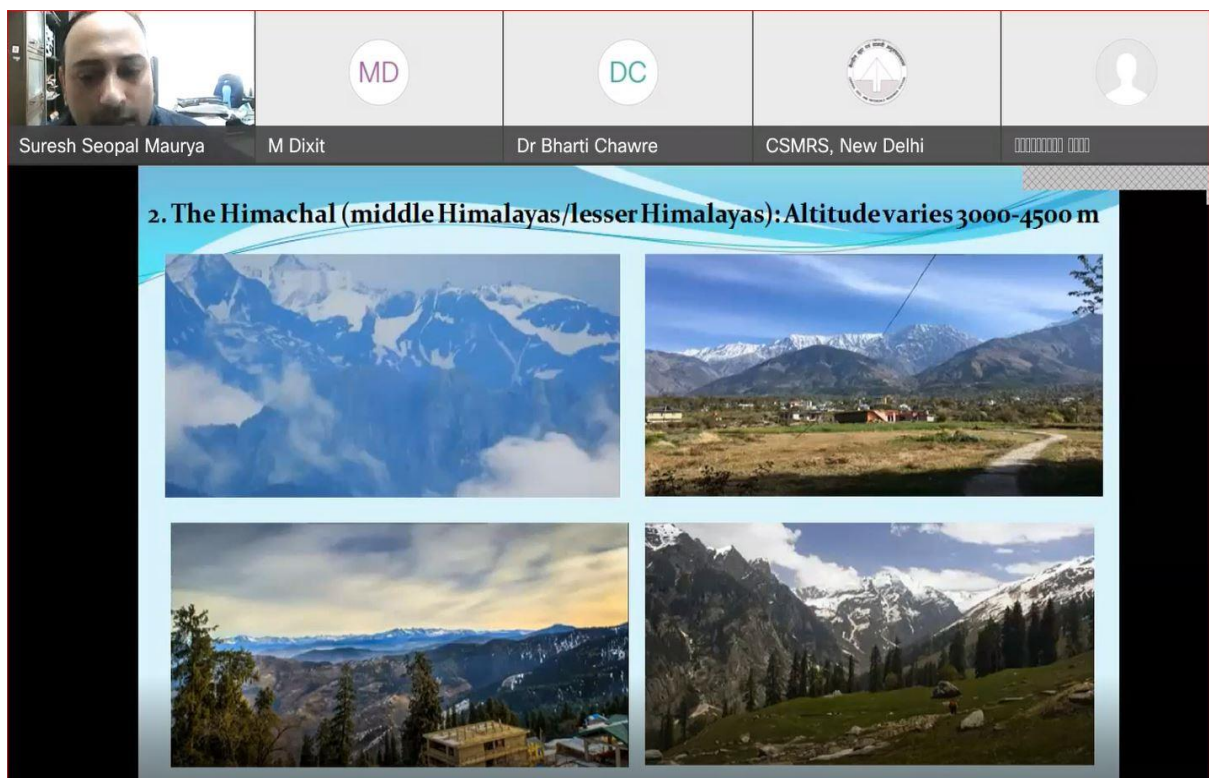 MD
DC
Suresh Seopal Maurya
M Dixit
Dr Bharti Chawre
CSMRS, New Delhi
2. The Himachal (middle Himalayas/lesser Himalayas): Altitude varies 3000-4500 m